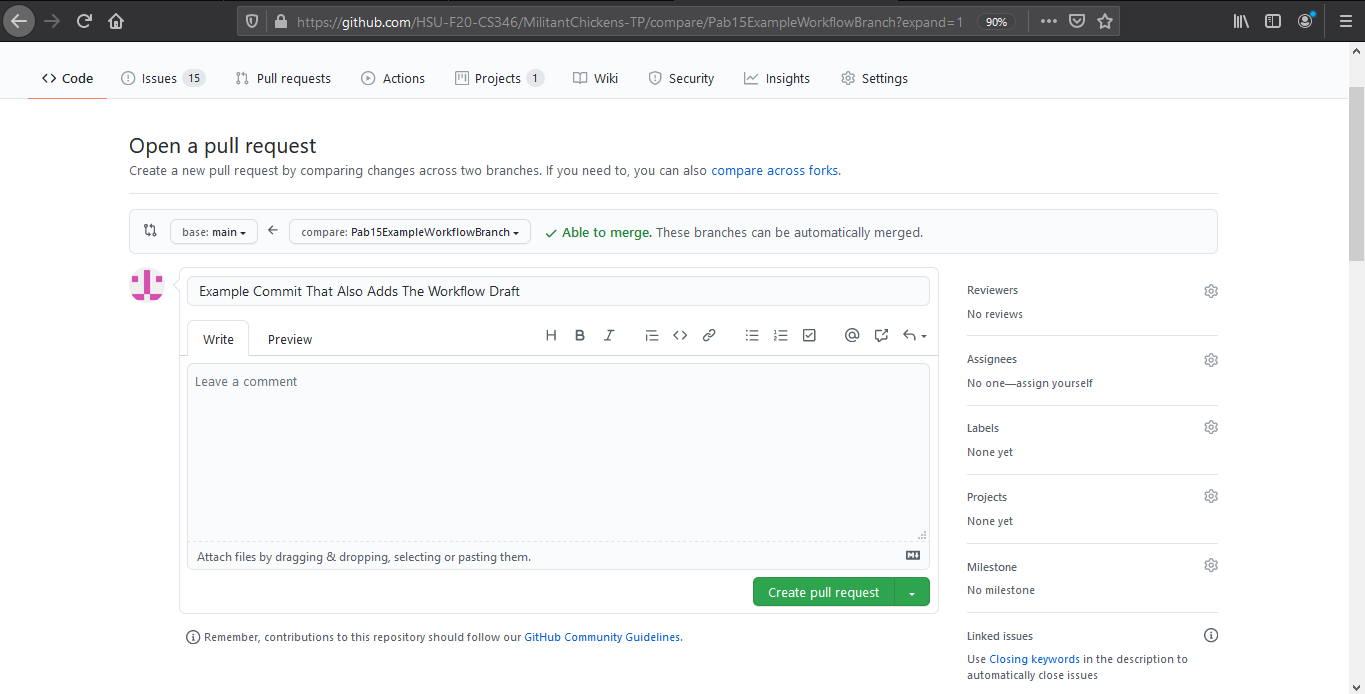 https://github.com/HSU-F20-CS346/MilitantChickens-TP/compare/Pab15ExampleWorkflowBranch?expand=1 90%
Code Issues 15 Pull requests Actions Projects 1 Wiki Security Insights Settings
Open a pull request
Create a new pull request by comparing changes across two branches. If you need to, you can also compare across forks.
base: main compare: Pab15ExampleWorkflowBranch Able to merge. These branches can be automatically merged.
Example Commit That Also Adds The Workflow Draft
Write Preview
Leave a comment
Attach files by dragging & dropping, selecting or pasting them.
Create pull request
Remember, contributions to this repository should follow our GitHub Community Guidelines.
Reviewers
No reviews
Assignees
No one—assign yourself
Labels
None yet
Projects
None yet
Milestone
No milestone
Linked issues
Use Closing keywords in the description to
automatically close issues